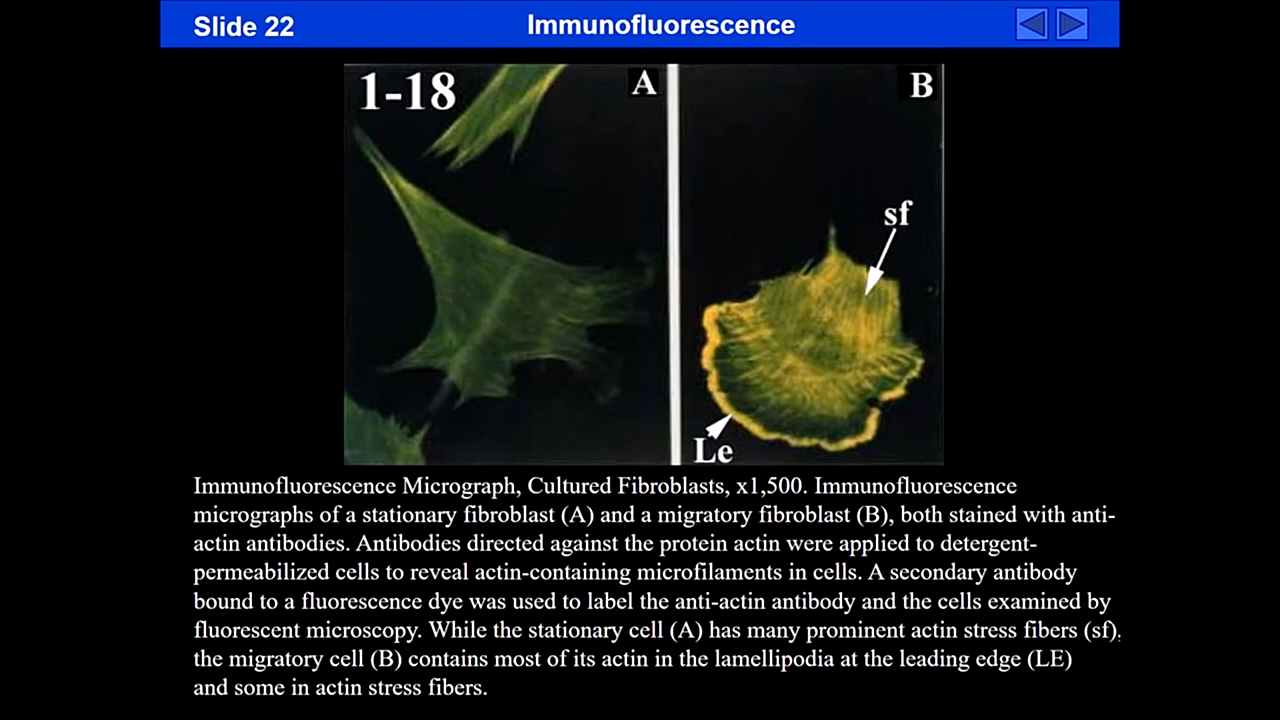 Slide 22
Immunofluorescence
1-18
A
B
sf
Le
Immunofluorescence Micrograph, Cultured Fibroblasts, x1,500. Immunofluorescence
micrographs of a stationary fibroblast (A) and a migratory fibroblast (B), both stained with anti-
actin antibodies. Antibodies directed against the protein actin were applied to detergent-
permeabilized cells to reveal actin-containing microfilaments in cells. A secondary antibody
bound to a fluorescence dye was used to label the anti-actin antibody and the cells examined by
fluorescent microscopy. While the stationary cell (A) has many prominent actin stress fibers (sf),
the migratory cell (B) contains most of its actin in the lamellipodia at the leading edge (LE)
and some in actin stress fibers.